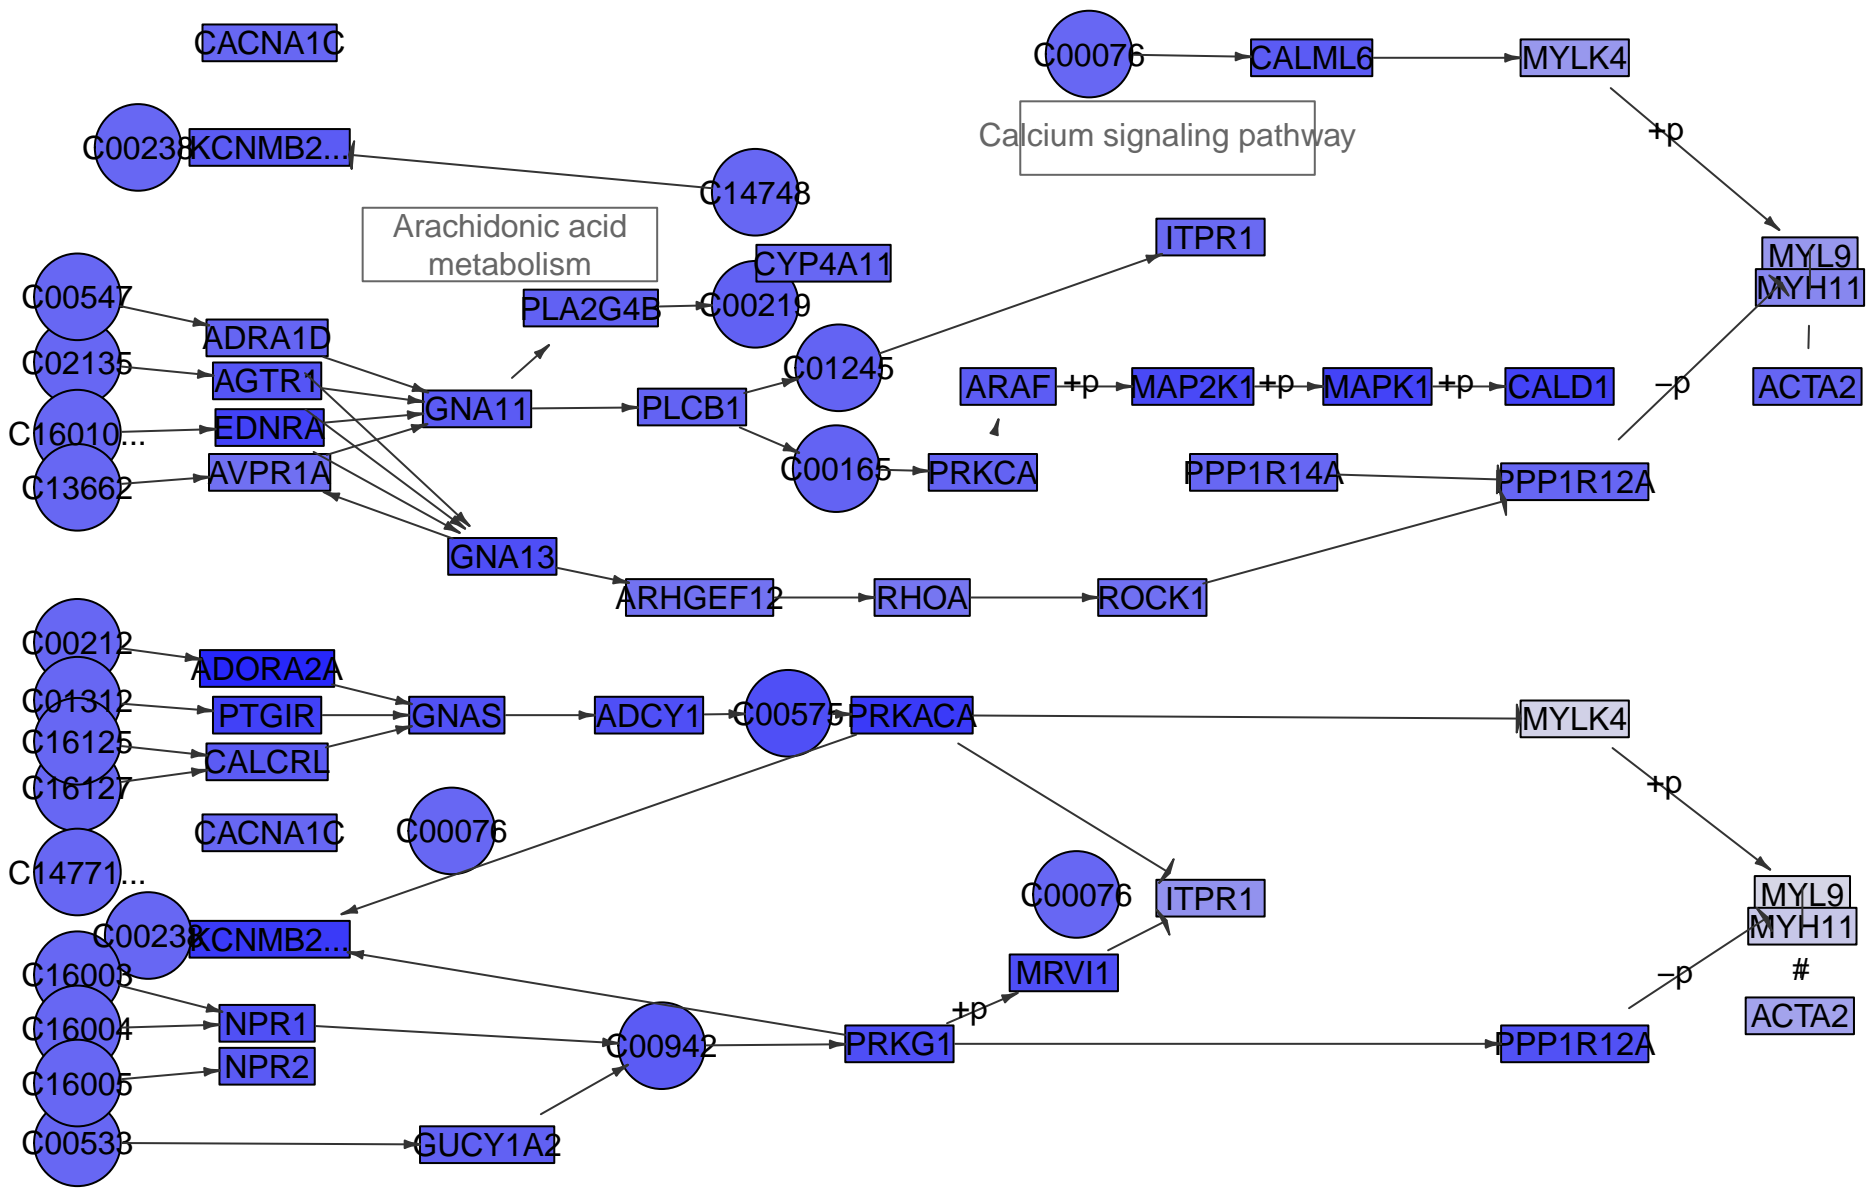 CACNA1C
C00076
CALML6
MYLK4
Calcium signaling pathway
+p
C00238
KCNMB2...
C14748
Arachidonic acid
metabolism
ITPR1
CYP4A11
MYL9
MYH11
C00547
PLA2G4B
C00219
ADRA1D
C02135
AGTR1
C01245
ARAF
+p
MAP2K1
+p
MAPK1
+p
CALD1
–p
ACTA2
GNA11
PLCB1
C16010...
EDNRA
C13662
AVPR1A
C00165
PRKCA
PPP1R14A
PPP1R12A
GNA13
ARHGEF12
RHOA
ROCK1
C00212
ADORA2A
C01312
PTGIR
GNAS
ADCY1
C00575
PRKACA
MYLK4
C16125
CALCRL
C16127
+p
CACNA1C
C00076
C14771...
C00076
ITPR1
MYL9
MYH11
C00238
KCNMB2...
C16003
MRVI1
–p
#
+p
C16004
NPR1
C00942
PRKG1
PPP1R12A
ACTA2
C16005
NPR2
C00533
GUCY1A2